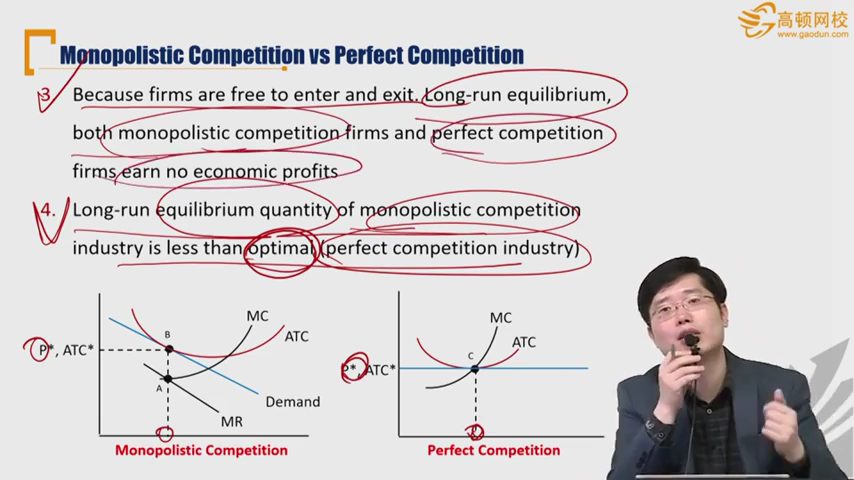 高顿网校
www.gaodun.com
Monopolistic Competition vs Perfect Competition
3. Because firms are free to enter and exit. Long-run equilibrium,
both monopolistic competition firms and perfect competition
firms earn no economic profits
4. Long-run equilibrium quantity of monopolistic competition
industry is less than optimal (perfect competition industry)
MC
B
ATC
P*, ATC*
A
Demand
MR
Monopolistic Competition
MC
ATC
C
P*, ATC*
Perfect Competition